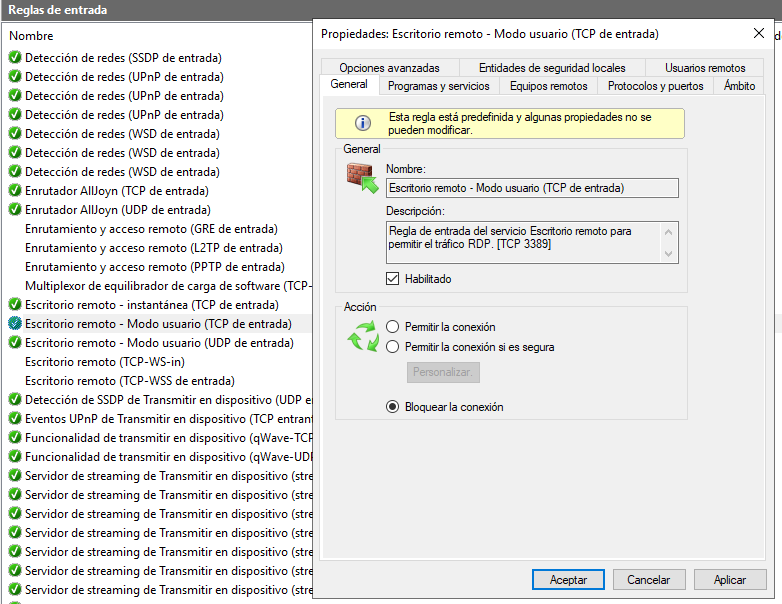 Reglas de entrada
Nombre
Detección de redes (SSDP de entrada)
Detección de redes (UPnP de entrada)
Detección de redes (UPnP de entrada)
Detección de redes (UPnP de entrada)
Detección de redes (WSD de entrada)
Detección de redes (WSD de entrada)
Detección de redes (WSD de entrada)
Enrutador AllJoyn (TCP de entrada)
Enrutador AllJoyn (UDP de entrada)
Enrutamiento y acceso remoto (GRE de entrada)
Enrutamiento y acceso remoto (L2TP de entrada)
Enrutamiento y acceso remoto (PPTP de entrada)
Multiplexor de equilibrador de carga de software (TCP-
Escritorio remoto - instantánea (TCP de entrada)
Escritorio remoto - Modo usuario (TCP de entrada)
Escritorio remoto - Modo usuario (UDP de entrada)
Escritorio remoto (TCP-WS-in)
Escritorio remoto (TCP-WSS de entrada)
Detección de SSDP de Transmitir en dispositivo (UDP e
Eventos UPnP de Transmitir en dispositivo (TCP entrant
Funcionalidad de transmitir en dispositivo (qWave-TCP
Funcionalidad de transmitir en dispositivo (qWave-UDP
Servidor de streaming de Transmitir en dispositivo (stre
Servidor de streaming de Transmitir en dispositivo (stre
Servidor de streaming de Transmitir en dispositivo (stre
Servidor de streaming de Transmitir en dispositivo (stre
Servidor de streaming de Transmitir en dispositivo (stre
Servidor de streaming de Transmitir en dispositivo (stre
Servidor de streaming de Transmitir en dispositivo (stre
Propiedades: Escritorio remoto - Modo usuario (TCP de entrada)
Opciones avanzadas Entidades de seguridad locales Usuarios remotos
General Programas y servicios Equipos remotos Protocolos y puertos Ámbito
Esta regla está predefinida y algunas propiedades no se
pueden modificar.
General
Nombre:
Escritorio remoto - Modo usuario (TCP de entrada)
Descripción:
Regla de entrada del servicio Escritorio remoto para
permitir el tráfico RDP. [TCP 3389]
Habilitado
Acción
Permitir la conexión
Permitir la conexión si es segura
Personalizar.
Bloquear la conexión
Aceptar Cancelar Aplicar